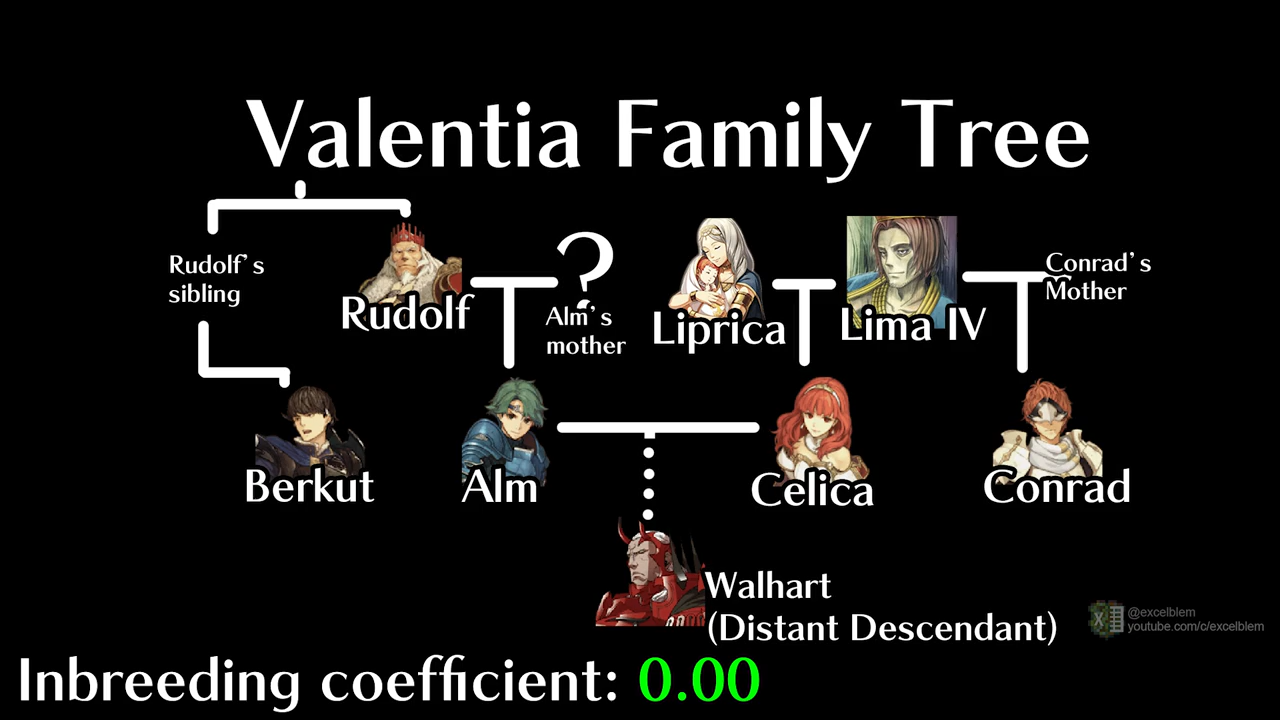 Valentia Family Tree
Rudolf's
sibling
Rudolf
?
Alm's
mother
Liprica
Lima IV
Conrad's
Mother
Berkut
Alm
Celica
Conrad
Walhart
(Distant Descendant)
@excelblem
youtube.com/c/excelblem
Inbreeding coefficient: 0.00